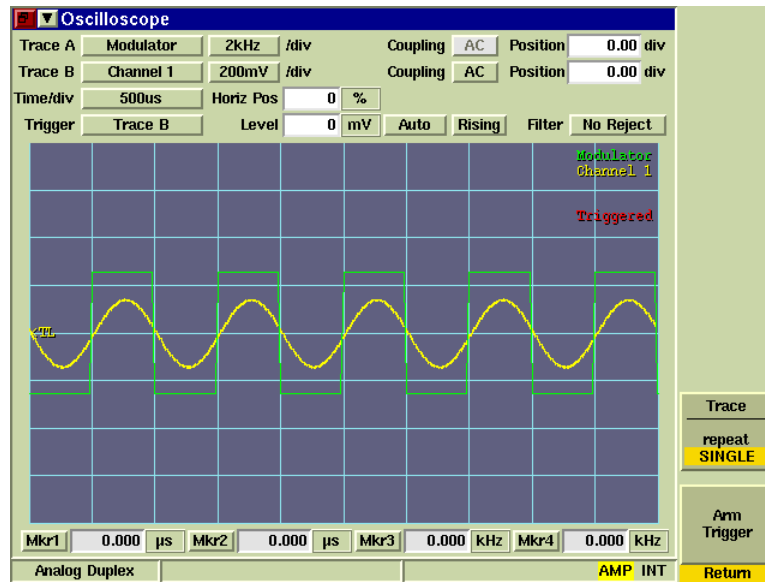 Oscilloscope
Trace A Modulator 2kHz /div Coupling AC Position 0.00 div
Trace B Channel 1 200mV /div Coupling AC Position 0.00 div
Time/div 500us Horiz Pos 0 %
Trigger Trace B Level 0 mV Auto Rising Filter No Reject
Modulator
Channel 1
Triggered
<TL
Trace
repeat
SINGLE
Arm
Trigger
Mkr1 0.000 µs Mkr2 0.000 µs Mkr3 0.000 kHz Mkr4 0.000 kHz
Analog Duplex AMP INT Return